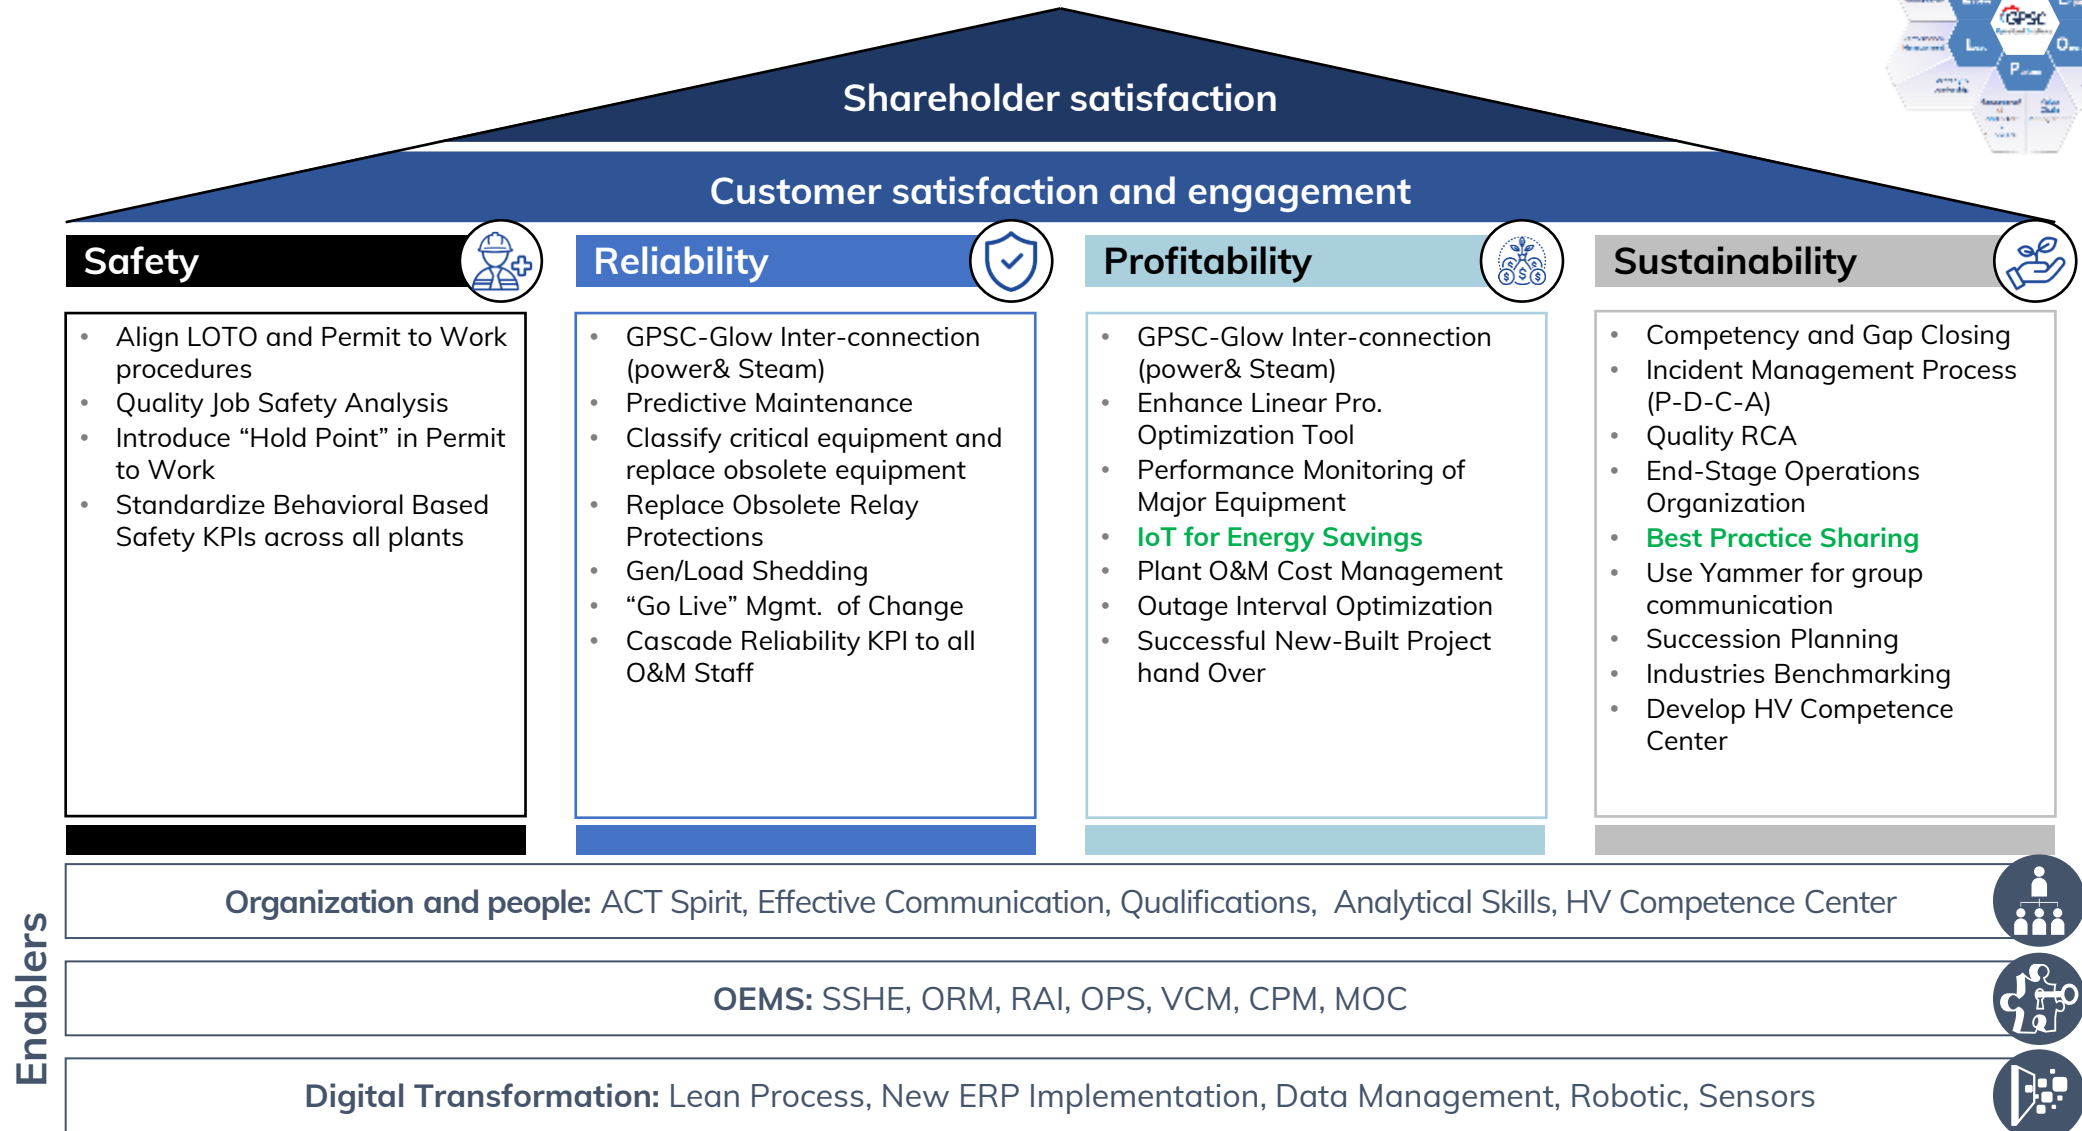 GPSC
Shareholder satisfaction
Customer satisfaction and engagement
Safety
• Align LOTO and Permit to Work
procedures
• Quality Job Safety Analysis
• Introduce “Hold Point” in Permit
to Work
• Standardize Behavioral Based
Safety KPIs across all plants
Reliability
• GPSC-Glow Inter-connection
(power& Steam)
• Predictive Maintenance
• Classify critical equipment and
replace obsolete equipment
• Replace Obsolete Relay
Protections
• Gen/Load Shedding
• “Go Live” Mgmt.  of Change
• Cascade Reliability KPI to all
O&M Staff
Profitability
• GPSC-Glow Inter-connection
(power& Steam)
• Enhance Linear Pro.
Optimization Tool
• Performance Monitoring of
Major Equipment
• IoT for Energy Savings
• Plant O&M Cost Management
• Outage Interval Optimization
• Successful New-Built Project
hand Over
Sustainability
• Competency and Gap Closing
• Incident Management Process
(P-D-C-A)
• Quality RCA
• End-Stage Operations
Organization
• Best Practice Sharing
• Use Yammer for group
communication
• Succession Planning
• Industries Benchmarking
• Develop HV Competence
Center
Enablers
Organization and people: ACT Spirit, Effective Communication, Qualifications,  Analytical Skills, HV Competence Center
OEMS: SSHE, ORM, RAI, OPS, VCM, CPM, MOC
Digital Transformation: Lean Process, New ERP Implementation, Data Management, Robotic, Sensors